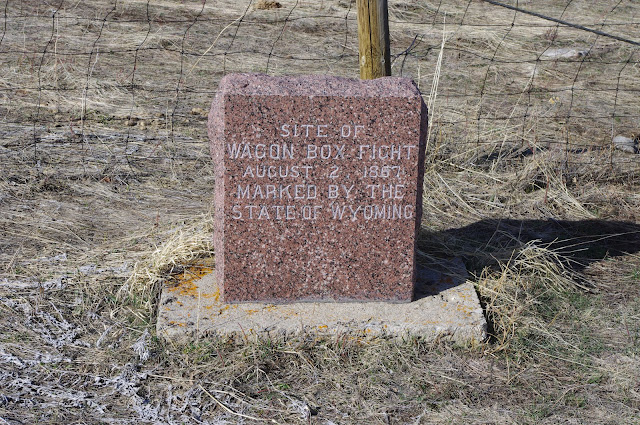 SITE OF
WAGON BOX FIGHT
AUGUST 2, 1867
MARKED BY THE
STATE OF WYOMING